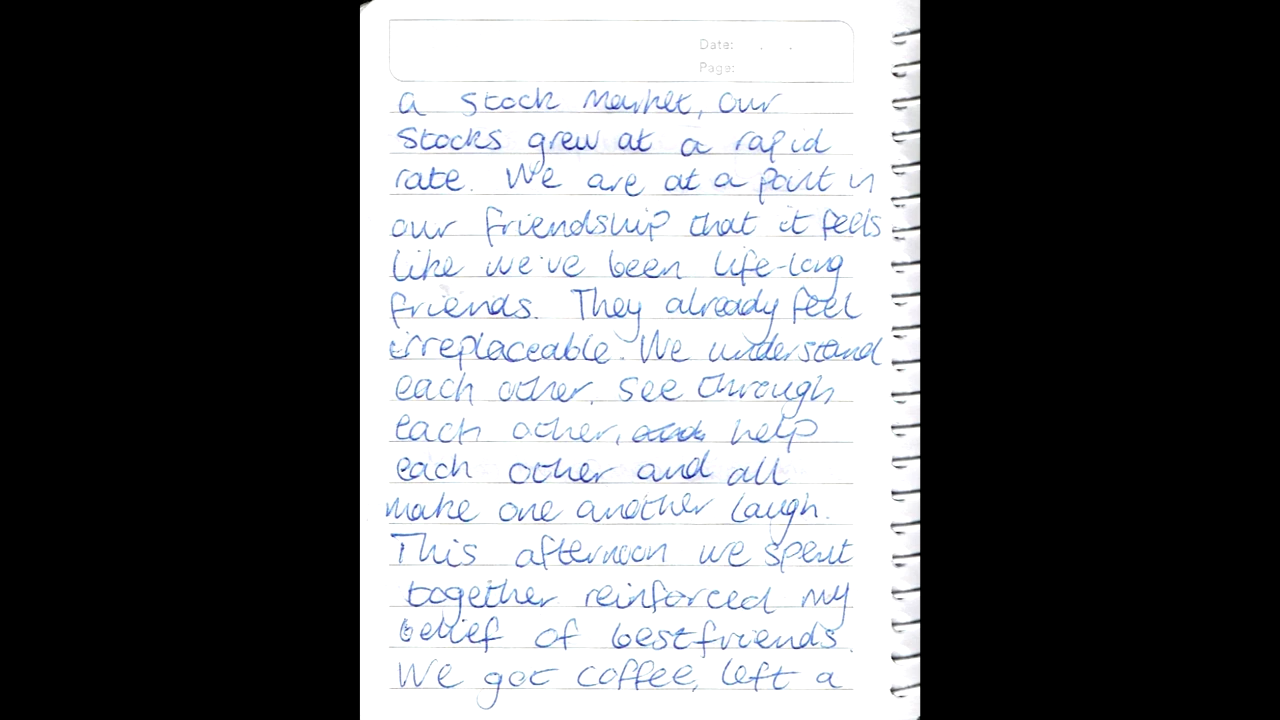 Date: . .
Page:
a stock market, our
stocks grew at a rapid
rate. We are at a point in
our friendship that it feels
like we've been life-long
friends. They already feel
irreplaceable. We understand
each other, see through
each other, help
each other and all
make one another laugh.
This afternoon we spent
together reinforced my
belief of bestfriends.
We got coffee, left a